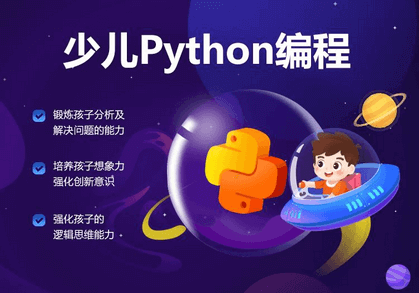 少儿Python编程
锻炼孩子分析及
解决问题的能力
培养孩子想象力
强化创新意识
强化孩子的
逻辑思维能力